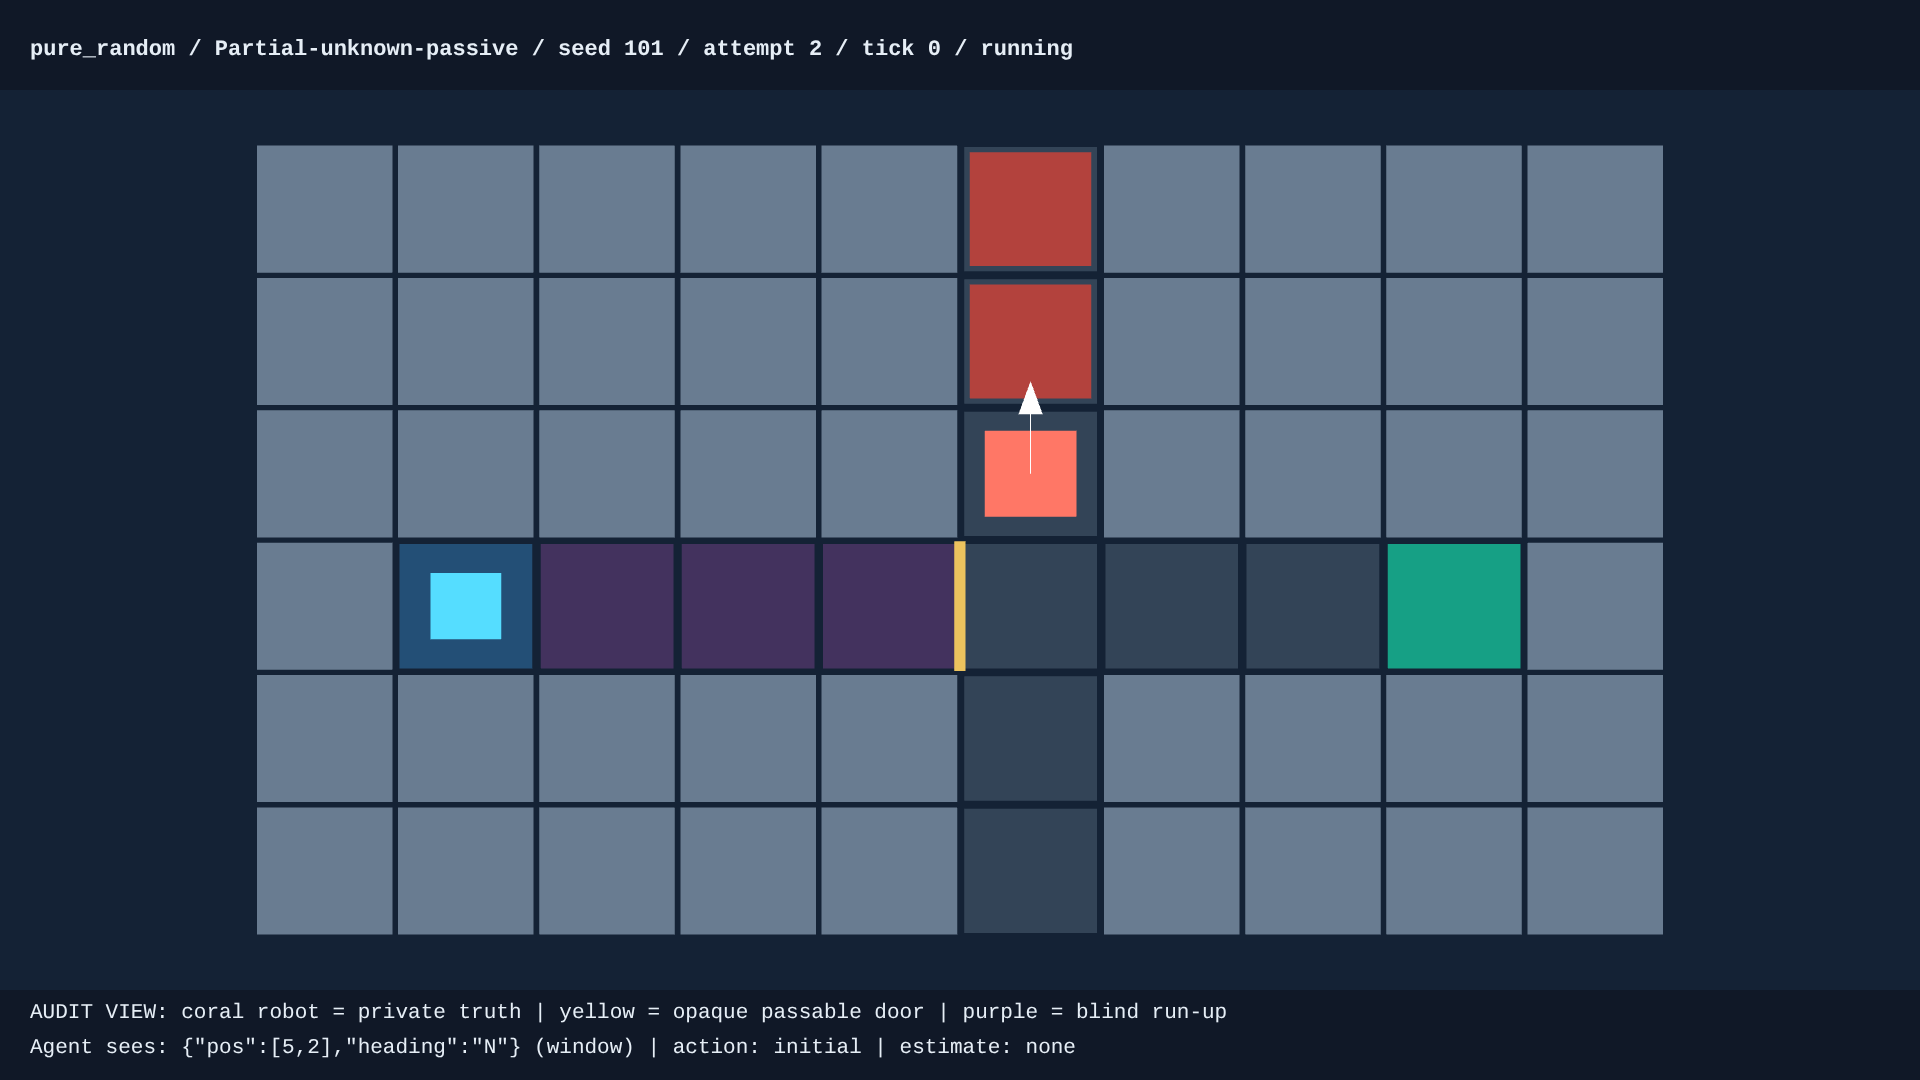 pure_random / Partial-unknown-passive / seed 101 / attempt 2 / tick 0 / running
AUDIT VIEW: coral robot = private truth | yellow = opaque passable door | purple = blind run-up
Agent sees: {"pos":[5,2],"heading":"N"} (window) | action: initial | estimate: none